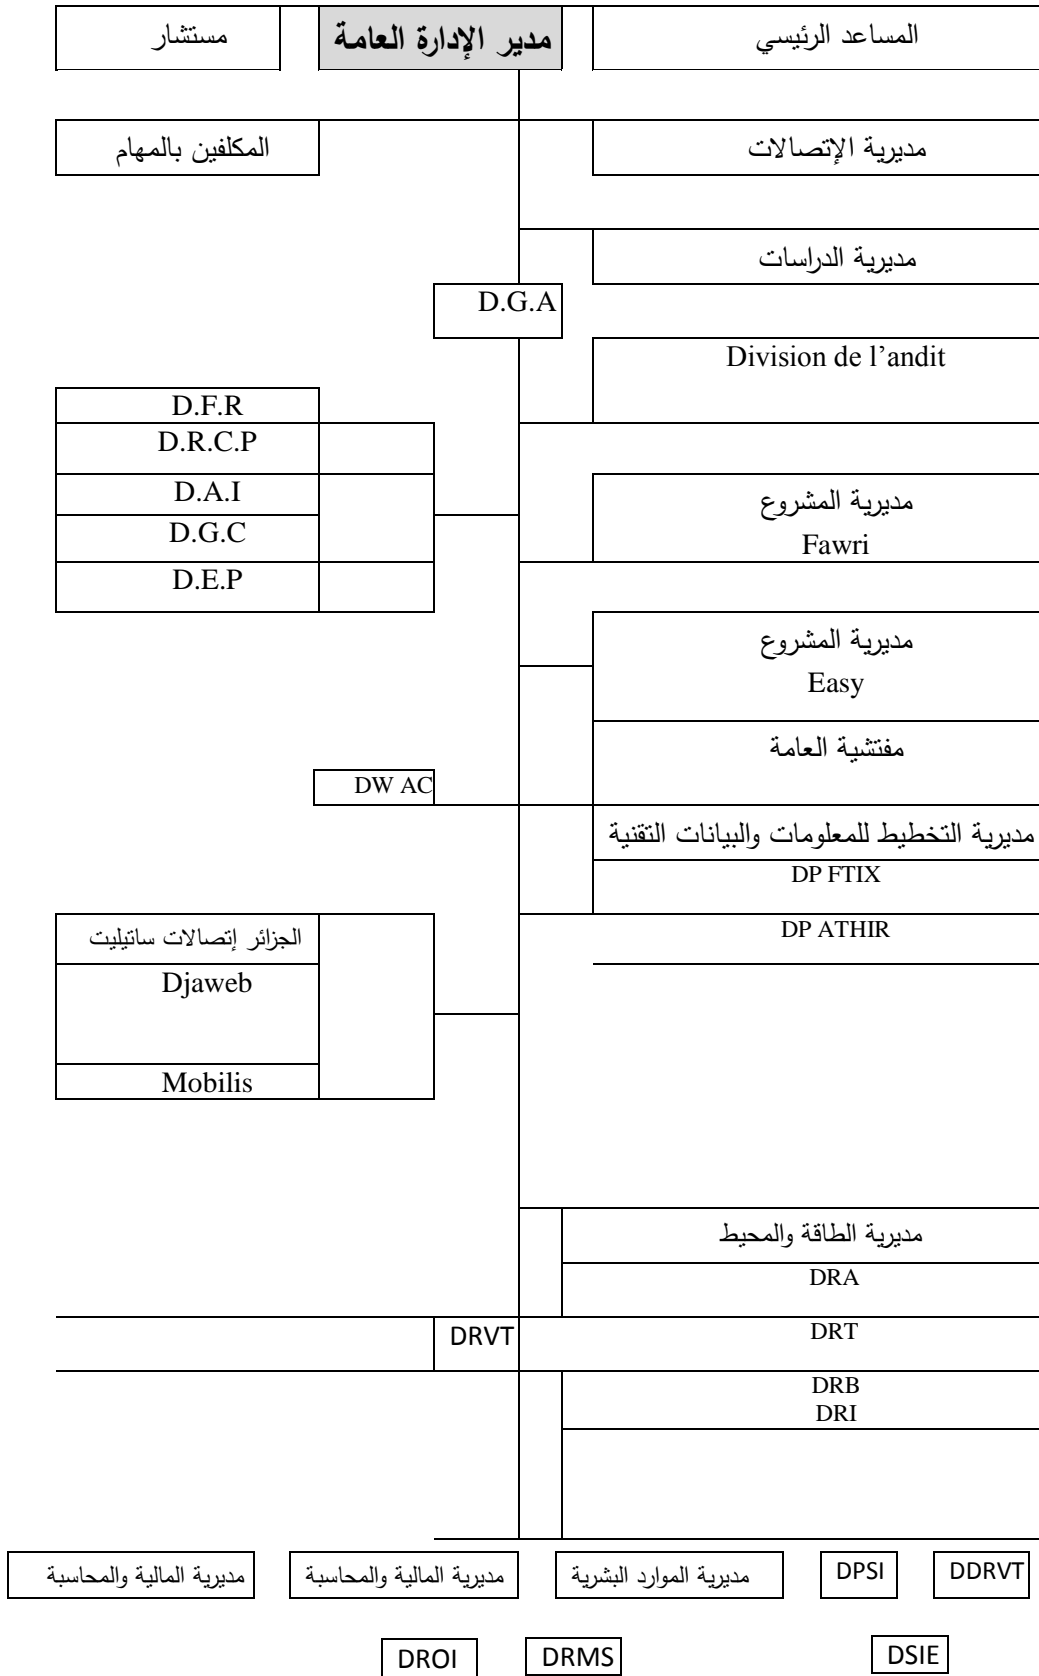 المساعد الرئيسي
مدير الإدارة العامة
مستشار
مديرية الإتصالات
المكلفين بالمهام
مديرية الدراسات
D.G.A
Division de l’andit
D.F.R
D.R.C.P
D.A.I
D.G.C
D.E.P
مديرية المشروع
Fawri
مديرية المشروع
Easy
مفتشية العامة
DW AC
مديرية التخطيط للمعلومات والبيانات التقنية
DP FTIX
DP ATHIR
الجزائر إتصالات ساتيليت
Djaweb
Mobilis
مديرية الطاقة والمحيط
DRA
DRT
DRVT
DRB
DRI
DDRVT
DPSI
مديرية الموارد البشرية
مديرية المالية والمحاسبة
مديرية المالية والمحاسبة
DSIE
DRMS
DROI